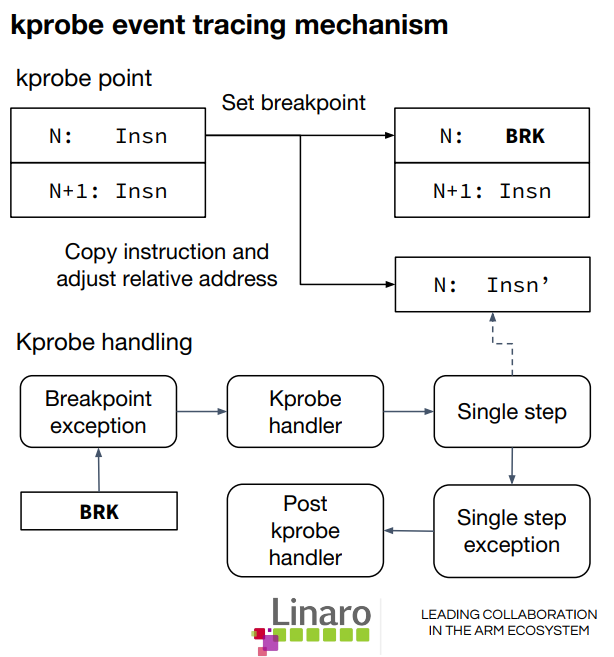 kprobe event tracing mechanism
kprobe point
Set breakpoint
N: Insn
N+1: Insn
N: BRK
N+1: Insn
Copy instruction and
adjust relative address
N: Insn’
Kprobe handling
Breakpoint
exception
Kprobe
handler
Single step
BRK
Post
kprobe
handler
Single step
exception
Linaro
LEADING COLLABORATION
IN THE ARM ECOSYSTEM